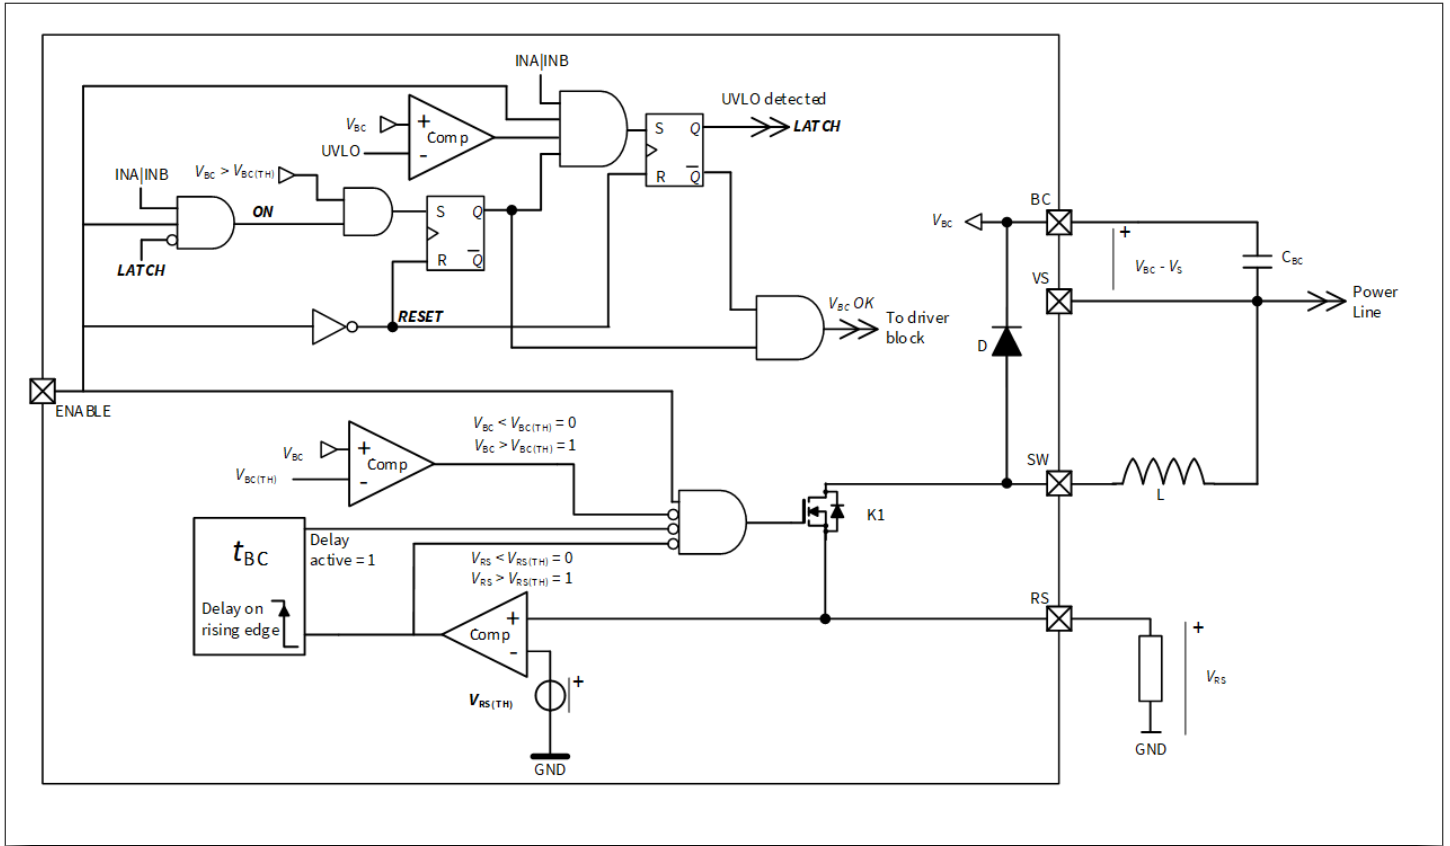 INA|INB
UVLO detected
LATCH
VBC
+
Comp
-
UVLO
S Q
R Q
INA|INB
VBC > VBC(TH)
ON
LATCH
S Q
R Q
RESET
VBC OK
To driver
block
BC
VBC
+
VBC - VS
CBC
VS
Power
Line
D
ENABLE
VBC < VBC(TH) = 0
VBC > VBC(TH) = 1
VBC
+
Comp
VBC(TH)
-
SW
L
K1
tBC
Delay
active = 1
VRS < VRS(TH) = 0
VRS > VRS(TH) = 1
Delay on
rising edge
+
Comp
-
VRS(TH)
+
GND
RS
+
VRS
GND